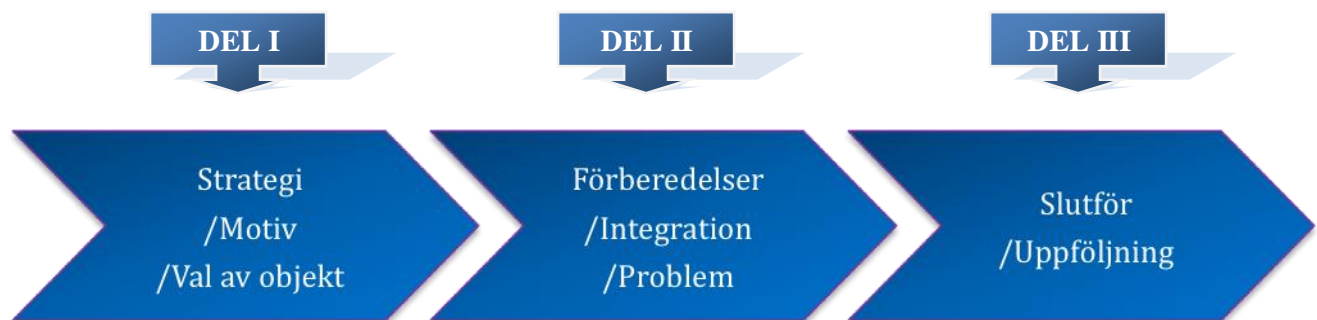 DEL I
DEL II
DEL III
Strategi
/Motiv
/Val av objekt
Förberedelser
/Integration
/Problem
Slutför
/Uppföljning